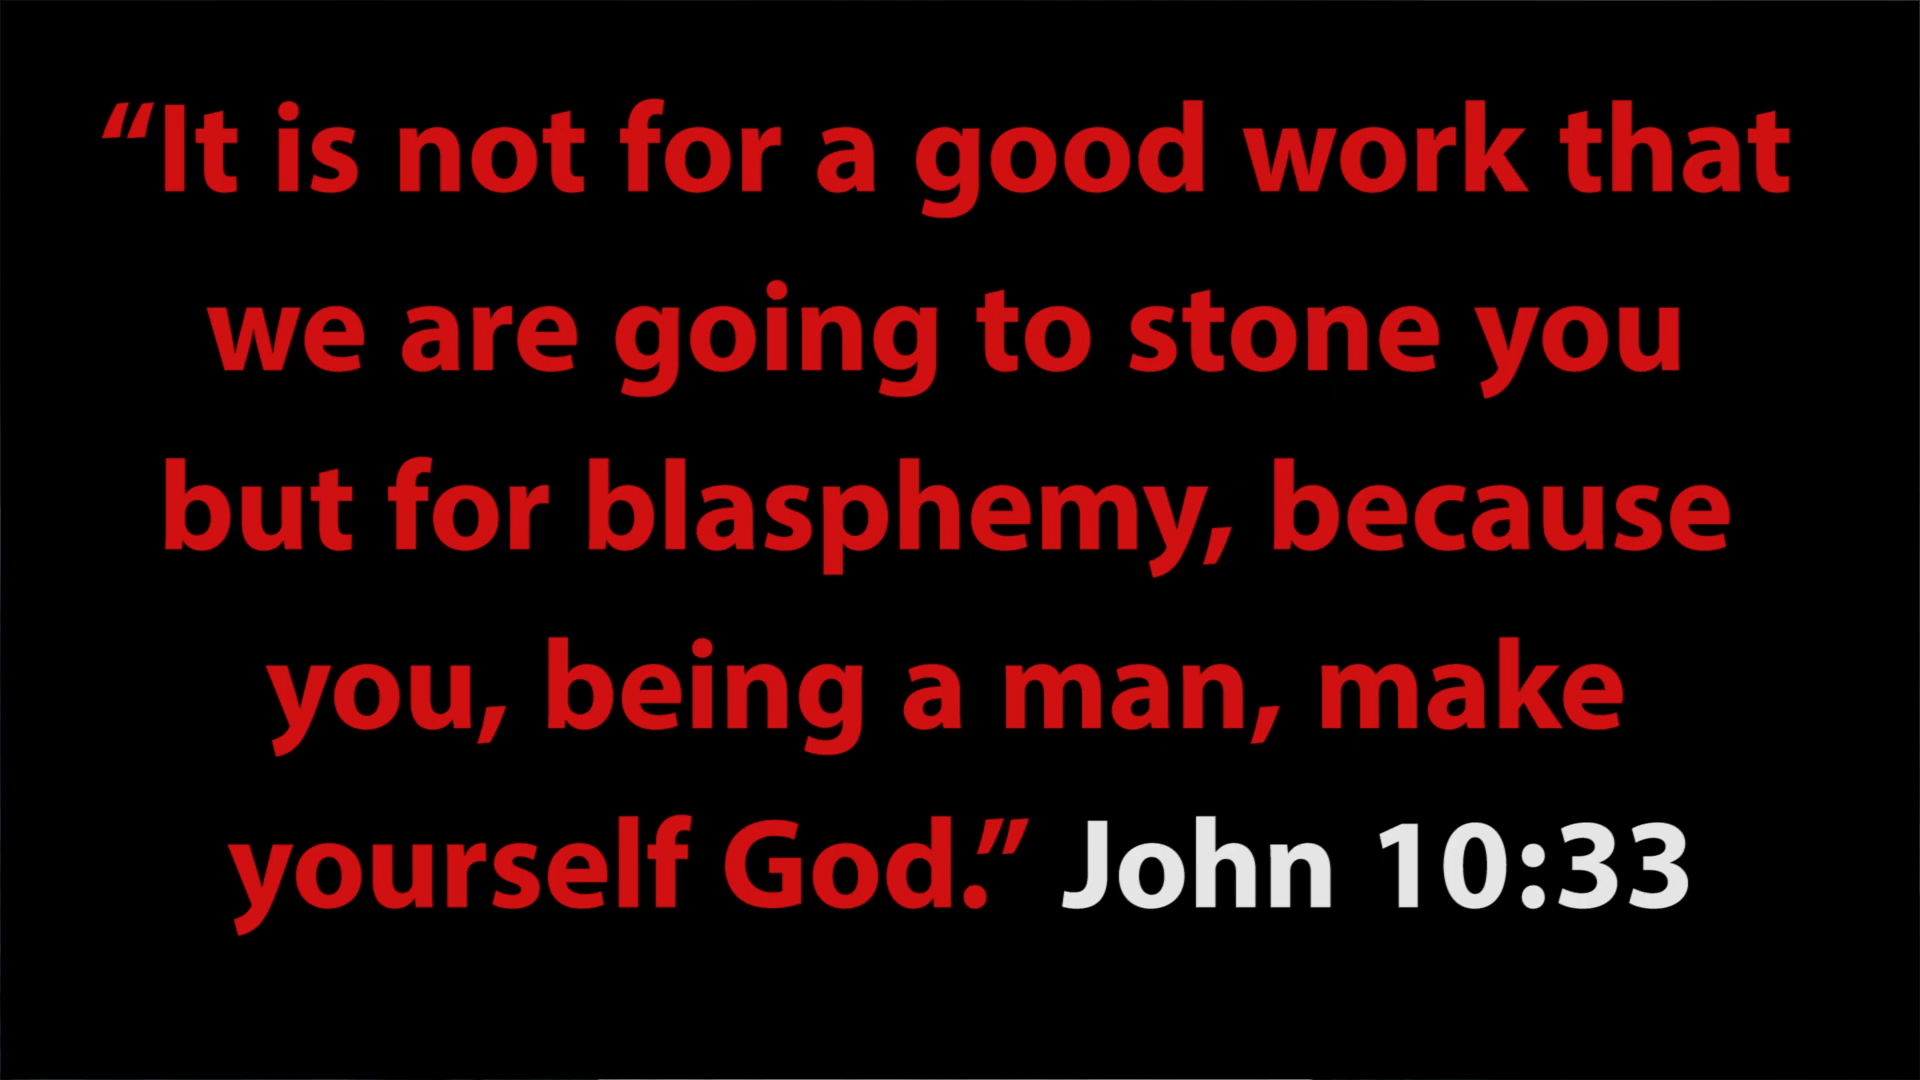 “It is not for a good work that
we are going to stone you
but for blasphemy, because
you, being a man, make
yourself God.” John 10:33